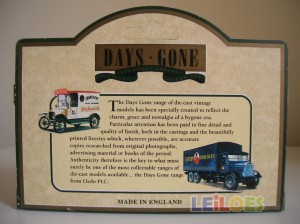 DAYS-GONE
The Days Gone range of die-cast vintage
models has been specially created to reflect the
charm, grace and nostalgia of a bygone era.
Particular attention has been paid to fine detail and
quality of finish, both in the castings and the beautifully
printed liveries which, wherever possible, are accurate
copies researched from original photographs,
advertising material or books of the period.
Authenticity therefore is the key to what must
surely be one of the most collectable ranges of
die-cast models available... the Days Gone range
from Lledo PLC.
MADE IN ENGLAND
LEILOES